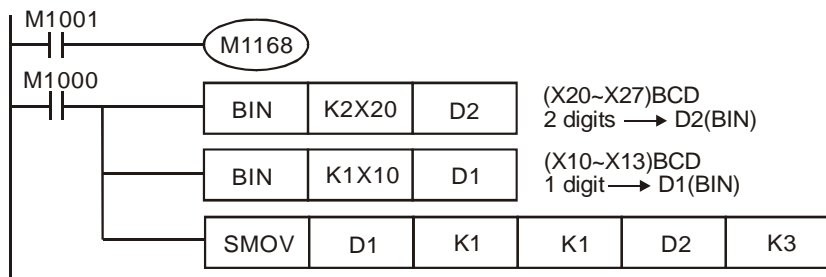 M1001
M1168
M1000
BIN K2X20 D2
(X20~X27)BCD
2 digits → D2(BIN)
BIN K1X10 D1
(X10~X13)BCD
1 digit → D1(BIN)
SMOV D1 K1 K1 D2 K3